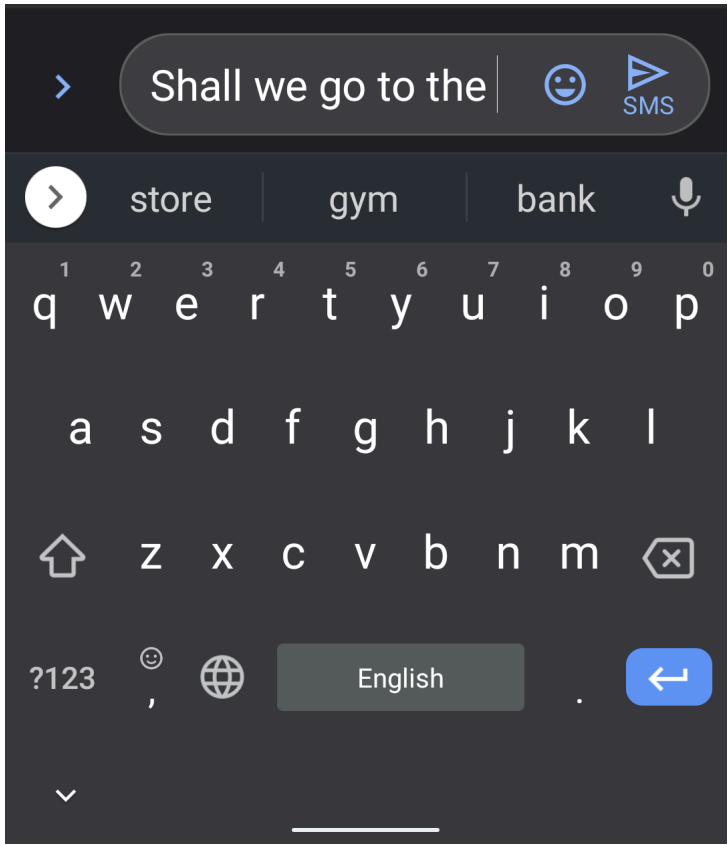 Shall we go to the
SMS
store gym bank
1 2 3 4 5 6 7 8 9 0
q w e r t y u i o p
a s d f g h j k l
z x c v b n m
?123 , English .